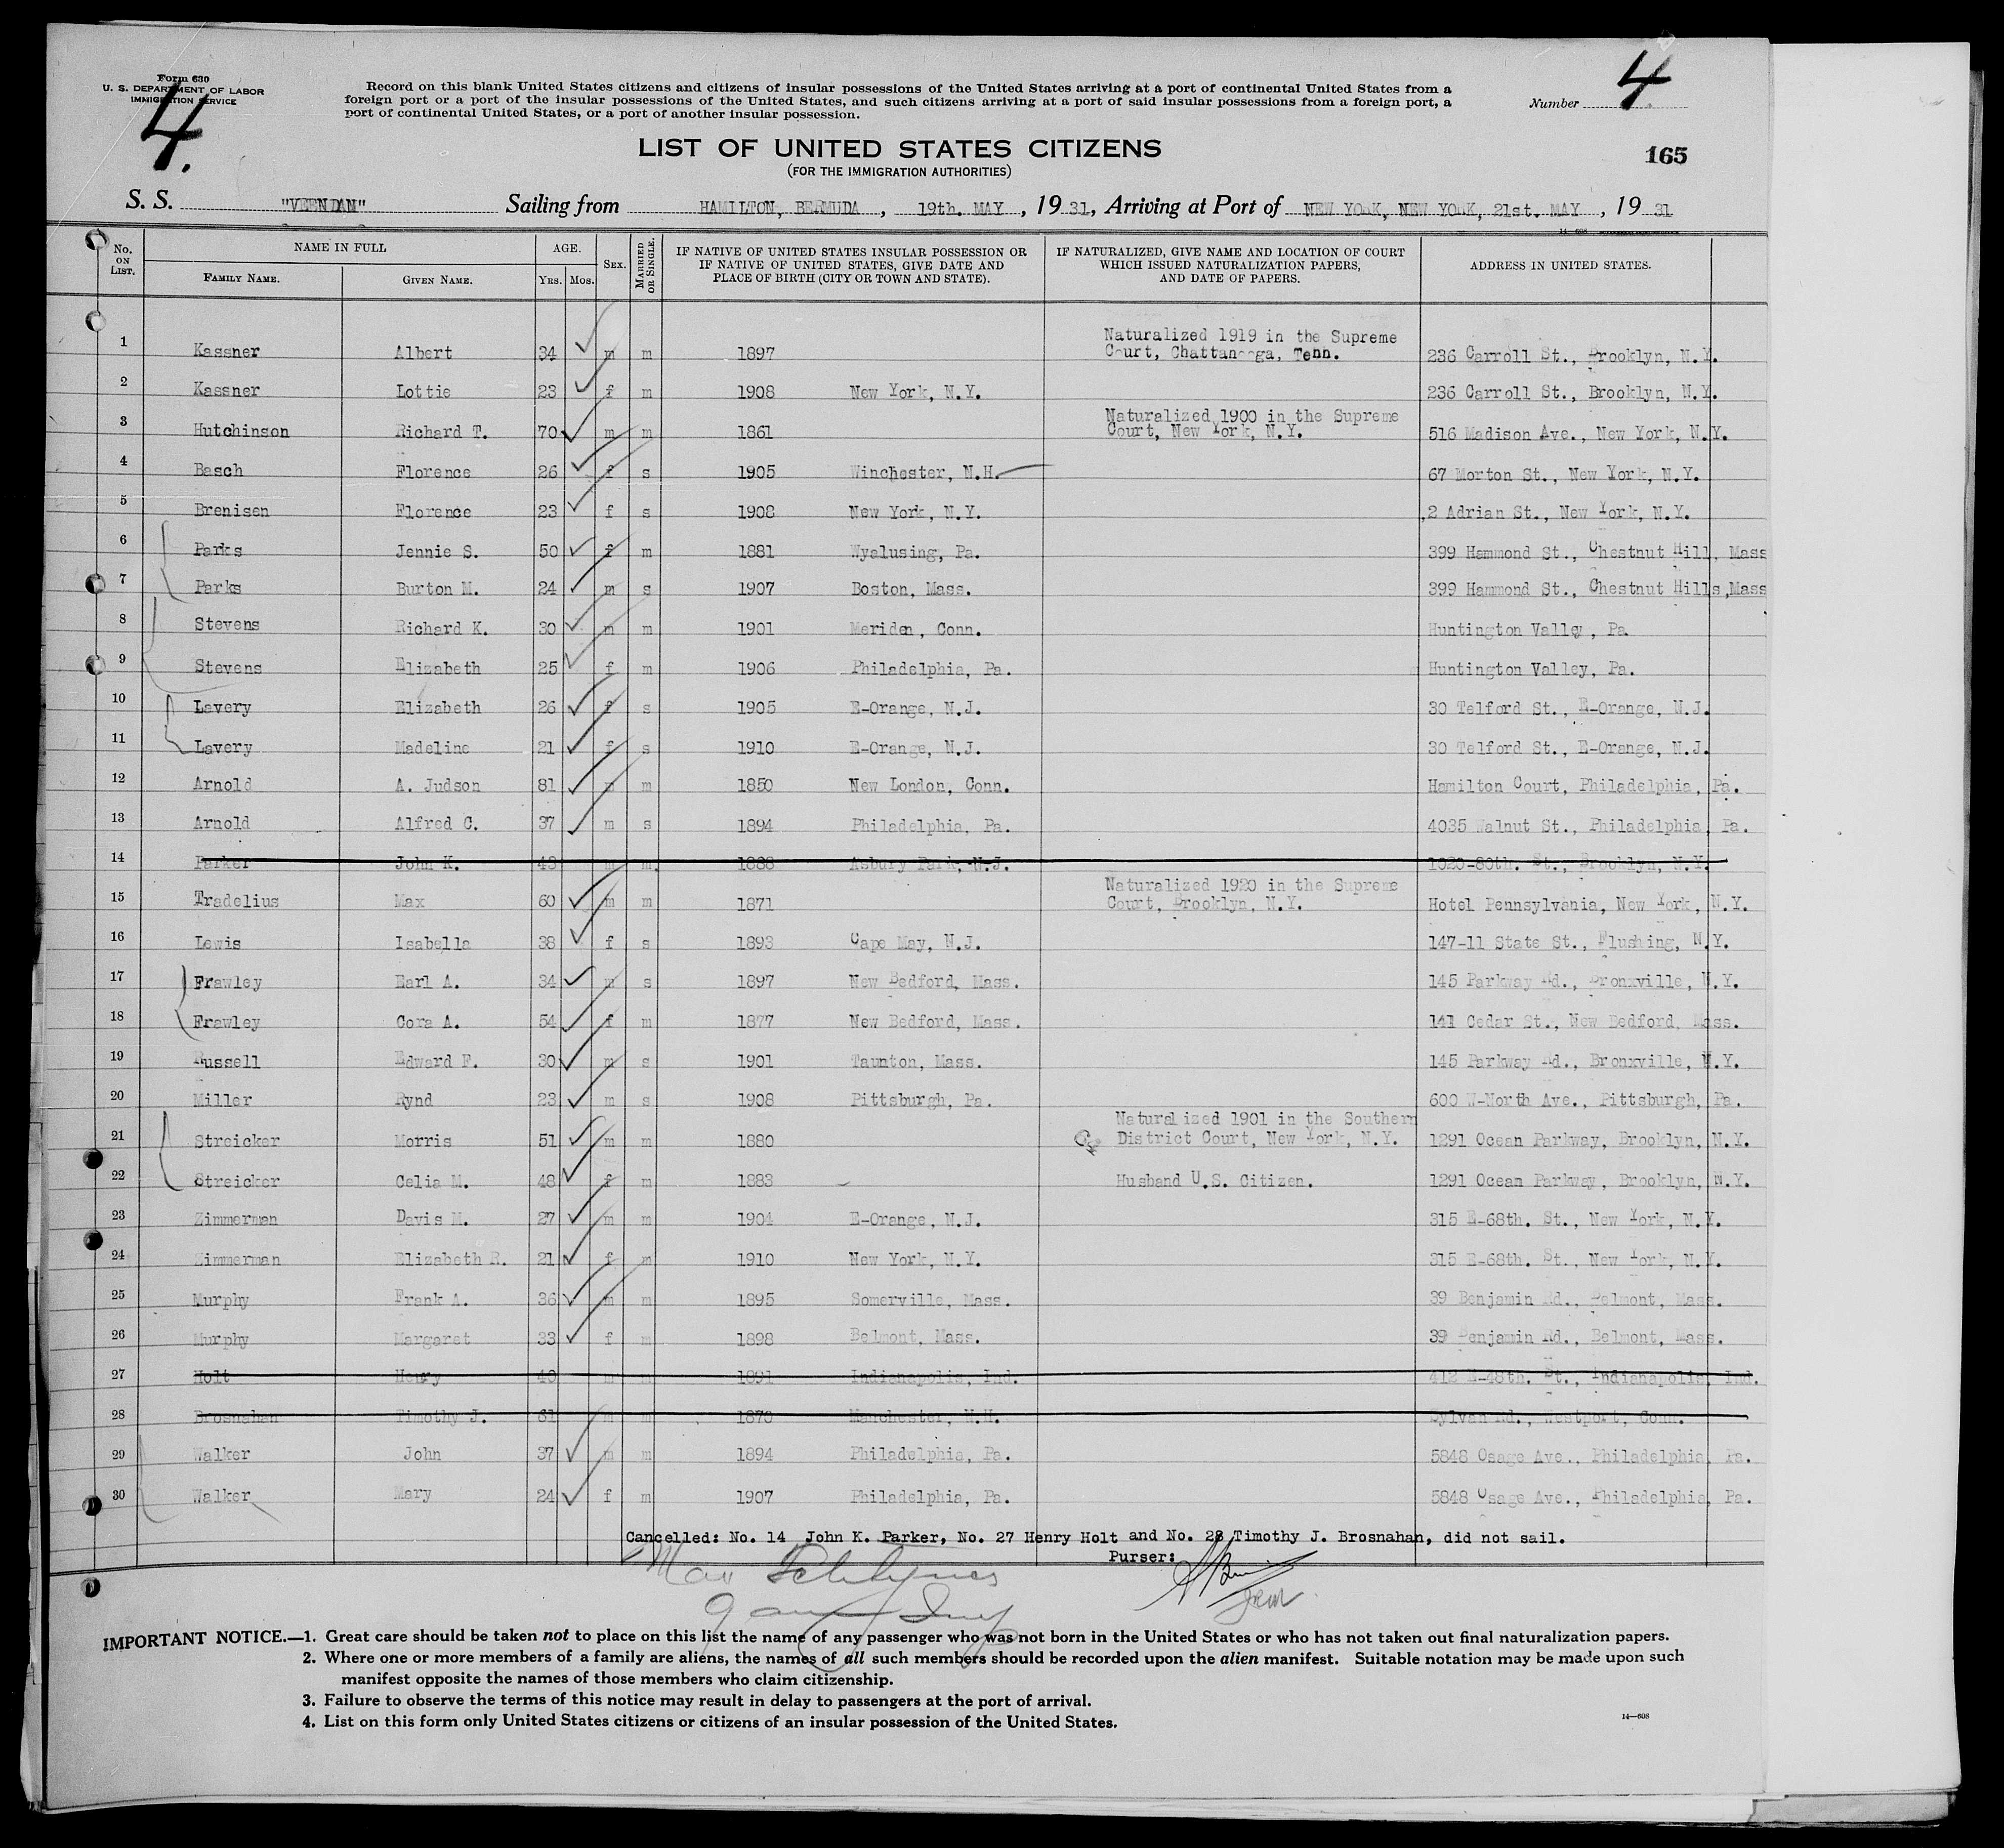 Form 630
U. S. DEPARTMENT OF LABOR
IMMIGRATION SERVICE
4.
Record on this blank United States citizens and citizens of insular possessions of the United States arriving at a port of continental United States from a
foreign port or a port of the insular possessions of the United States, and such citizens arriving at a port of said insular possessions from a foreign port, a
port of continental United States, or a port of another insular possession.
Number 4.
LIST OF UNITED STATES CITIZENS
(FOR THE IMMIGRATION AUTHORITIES)
165
S. S. "VEENDAM" Sailing from HAMILTON, BERMUDA, 19th. MAY, 1931, Arriving at Port of NEW YORK, NEW YORK, 21st. MAY, 1931
14-608
No. ON LIST. NAME IN FULL FAMILY NAME. GIVEN NAME. AGE. YRS. MOS. SEX. MARRIED OR SINGLE. IF NATIVE OF UNITED STATES INSULAR POSSESSION OR IF NATIVE OF UNITED STATES, GIVE DATE AND PLACE OF BIRTH (CITY OR TOWN AND STATE). IF NATURALIZED, GIVE NAME AND LOCATION OF COURT WHICH ISSUED NATURALIZATION PAPERS, AND DATE OF PAPERS. ADDRESS IN UNITED STATES.
1 Kassner Albert 34 m m 1897 Naturalized 1919 in the Supreme Court, Chattanooga, Tenn. 236 Carroll St., Brooklyn, N.Y.
2 Kassner Lottie 23 f m 1908 New York, N.Y. 236 Carroll St., Brooklyn, N.Y.
3 Hutchinson Richard T. 70 m m 1861 Naturalized 1900 in the Supreme Court, New York, N.Y. 516 Madison Ave., New York, N.Y.
4 Basch Florence 26 f s 1905 Winchester, N.H. 67 Morton St., New York, N.Y.
5 Brenisen Florence 23 f s 1908 New York, N.Y. 2 Adrian St., New York, N.Y.
6 Parks Jennie S. 50 f m 1881 Wyalusing, Pa. 399 Hammond St., Chestnut Hill, Mass
7 Parks Burton M. 24 m s 1907 Boston, Mass. 399 Hammond St., Chestnut Hills, Mass
8 Stevens Richard K. 30 m m 1901 Meriden, Conn. Huntington Valley, Pa.
9 Stevens Elizabeth 25 f m 1906 Philadelphia, Pa. Huntington Valley, Pa.
10 Lavery Elizabeth 26 f s 1905 E-Orange, N.J. 30 Telford St., E-Orange, N.J.
11 Lavery Madeline 21 f s 1910 E-Orange, N.J. 30 Telford St., E-Orange, N.J.
12 Arnold A. Judson 81 m m 1850 New London, Conn. Hamilton Court, Philadelphia, Pa.
13 Arnold Alfred C. 37 m s 1894 Philadelphia, Pa. 4035 Walnut St., Philadelphia, Pa.
14 Parker John K. 43 m m 1888 Asbury Park, N.J. 1020-80th. St., Brooklyn, N.Y.
15 Tradelius Max 60 m m 1871 Naturalized 1920 in the Supreme Court, Brooklyn, N.Y. Hotel Pennsylvania, New York, N.Y.
16 Lewis Isabella 38 f s 1893 Cape May, N.J. 147-11 State St., Flushing, N.Y.
17 Frawley Earl A. 34 m s 1897 New Bedford, Mass. 145 Parkway Rd., Bronxville, N.Y.
18 Frawley Cora A. 54 f m 1877 New Bedford, Mass. 141 Cedar St., New Bedford, Mass.
19 Russell Edward F. 30 m s 1901 Taunton, Mass. 145 Parkway Rd., Bronxville, N.Y.
20 Miller Rynd 23 m s 1908 Pittsburgh, Pa. 600 W-North Ave., Pittsburgh, Pa.
21 Streicker Morris 51 m m 1880 Naturalized 1901 in the Southern District Court, New York, N.Y. 1291 Ocean Parkway, Brooklyn, N.Y.
22 Streicker Celia M. 48 f m 1883 - Husband U.S. Citizen. 1291 Ocean Parkway, Brooklyn, N.Y.
23 Zimmerman Davis M. 27 m m 1904 E-Orange, N.J. 315 E-68th. St., New York, N.Y.
24 Zimmerman Elizabeth R. 21 f m 1910 New York, N.Y. 315 E-68th. St., New York, N.Y.
25 Murphy Frank A. 36 m m 1895 Somerville, Mass. 39 Benjamin Rd., Belmont, Mass.
26 Murphy Margaret 33 f m 1898 Belmont, Mass. 39 Benjamin Rd., Belmont, Mass.
27 Holt Henry 40 m m 1891 Indianapolis, Ind. 412 E-48th. St., Indianapolis, Ind.
28 Brosnahan Timothy J. 61 m m 1870 Manchester, N.H. Sylvan Rd., Westport, Conn.
29 Walker John 37 m m 1894 Philadelphia, Pa. 5848 Osage Ave., Philadelphia, Pa.
30 Walker Mary 24 f m 1907 Philadelphia, Pa. 5848 Osage Ave., Philadelphia, Pa.
Cancelled: No. 14 John K. Parker, No. 27 Henry Holt and No. 28 Timothy J. Brosnahan, did not sail.
Purser:
IMPORTANT NOTICE.—1. Great care should be taken not to place on this list the name of any passenger who was not born in the United States or who has not taken out final naturalization papers.
2. Where one or more members of a family are aliens, the names of all such members should be recorded upon the alien manifest. Suitable notation may be made upon such
manifest opposite the names of those members who claim citizenship.
3. Failure to observe the terms of this notice may result in delay to passengers at the port of arrival.
4. List on this form only United States citizens or citizens of an insular possession of the United States.
14—608